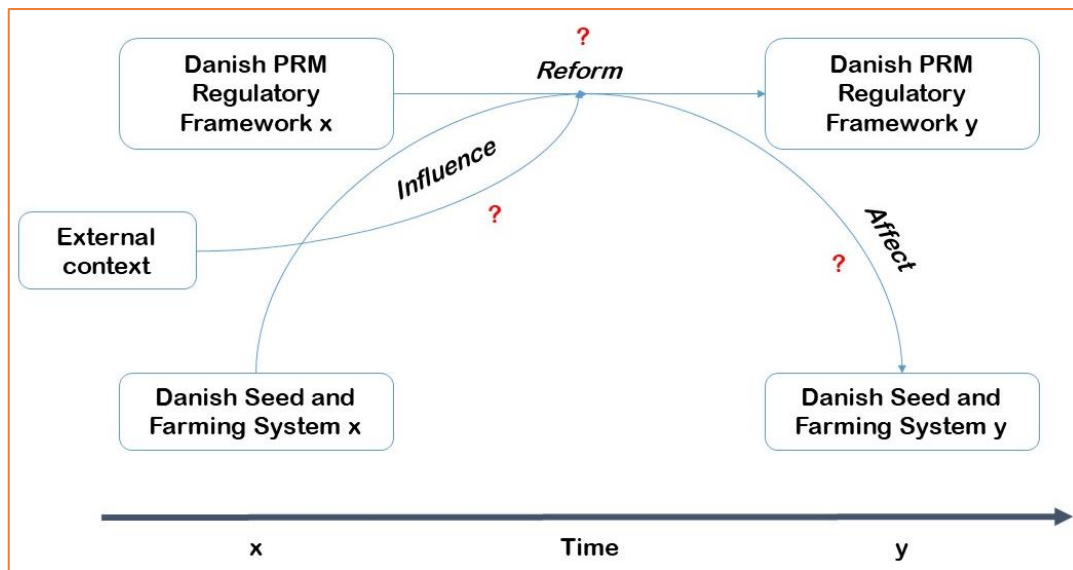 ?
Danish PRM
Regulatory
Framework x
Reform
Danish PRM
Regulatory
Framework y
Influence
?
External
context
Affect
?
Danish Seed and
Farming System x
Danish Seed and
Farming System y
x
Time
y